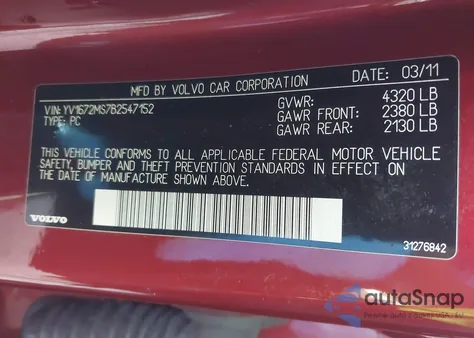 MFD BY VOLVO CAR CORPORATION
DATE: 03/11
VIN: YV1672MS7B2547152
TYPE: PC
GVWR: 4320 LB
GAWR FRONT: 2380 LB
GAWR REAR: 2130 LB
THIS VEHICLE CONFORMS TO ALL APPLICABLE FEDERAL MOTOR VEHICLE
SAFETY, BUMPER AND THEFT PREVENTION STANDARDS IN EFFECT ON
THE DATE OF MANUFACTURE SHOWN ABOVE.
VOLVO
31276842
autoSnap